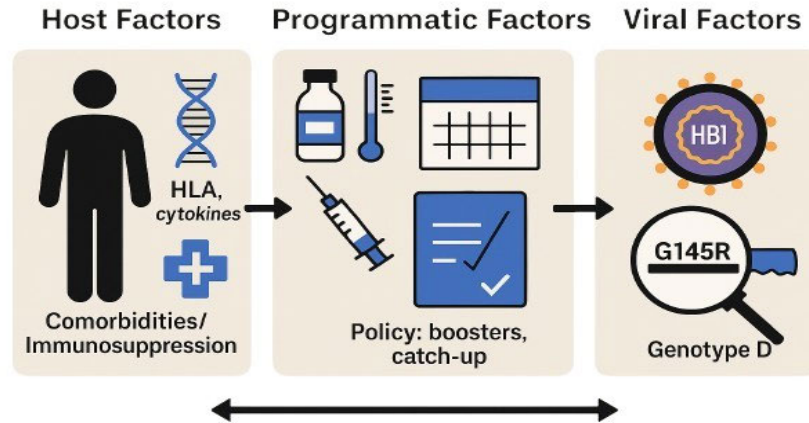 Host Factors
Programmatic Factors
Viral Factors
HLA,
cytokines
Comorbidities/
Immunosuppression
Policy: boosters,
catch-up
HB1
G145R
Genotype D